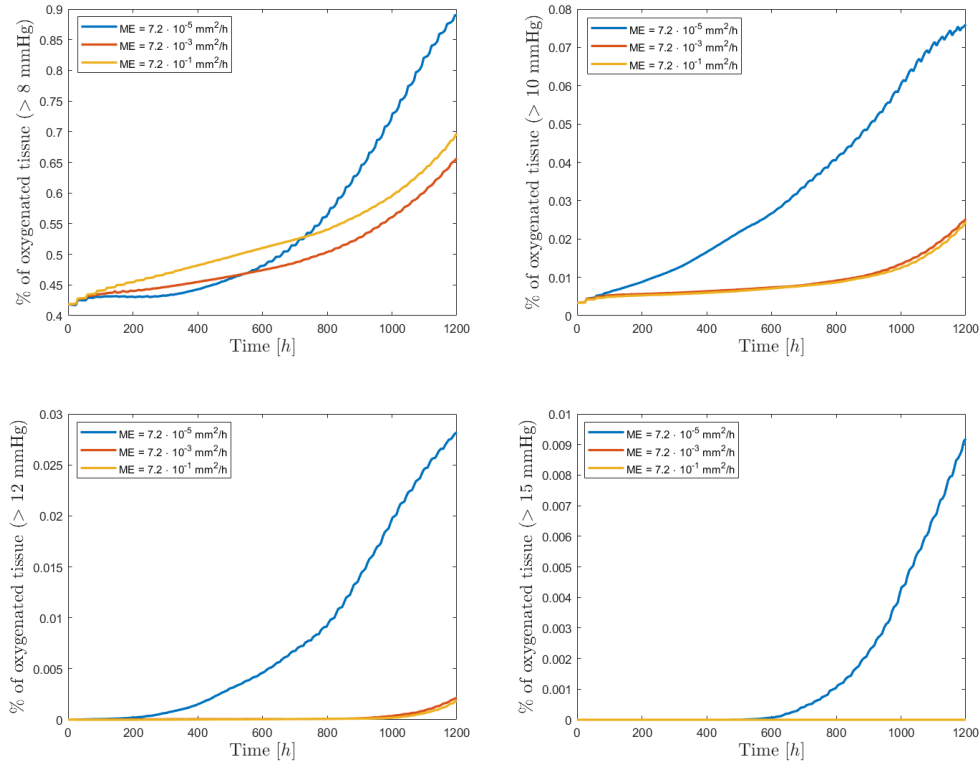 % of oxygenated tissue (> 8 mmHg)
0.9
0.85
0.8
0.75
0.7
0.65
0.6
0.55
0.5
0.45
0.4
ME = 7.2 · 10⁻⁵ mm²/h
ME = 7.2 · 10⁻³ mm²/h
ME = 7.2 · 10⁻¹ mm²/h
0 200 400 600 800 1000 1200
Time [h]
% of oxygenated tissue (> 10 mmHg)
0.08
0.07
0.06
0.05
0.04
0.03
0.02
0.01
0
ME = 7.2 · 10⁻⁵ mm²/h
ME = 7.2 · 10⁻³ mm²/h
ME = 7.2 · 10⁻¹ mm²/h
0 200 400 600 800 1000 1200
Time [h]
% of oxygenated tissue (> 12 mmHg)
0.03
0.025
0.02
0.015
0.01
0.005
0
ME = 7.2 · 10⁻⁵ mm²/h
ME = 7.2 · 10⁻³ mm²/h
ME = 7.2 · 10⁻¹ mm²/h
0 200 400 600 800 1000 1200
Time [h]
% of oxygenated tissue (> 15 mmHg)
0.01
0.009
0.008
0.007
0.006
0.005
0.004
0.003
0.002
0.001
0
ME = 7.2 · 10⁻⁵ mm²/h
ME = 7.2 · 10⁻³ mm²/h
ME = 7.2 · 10⁻¹ mm²/h
0 200 400 600 800 1000 1200
Time [h]